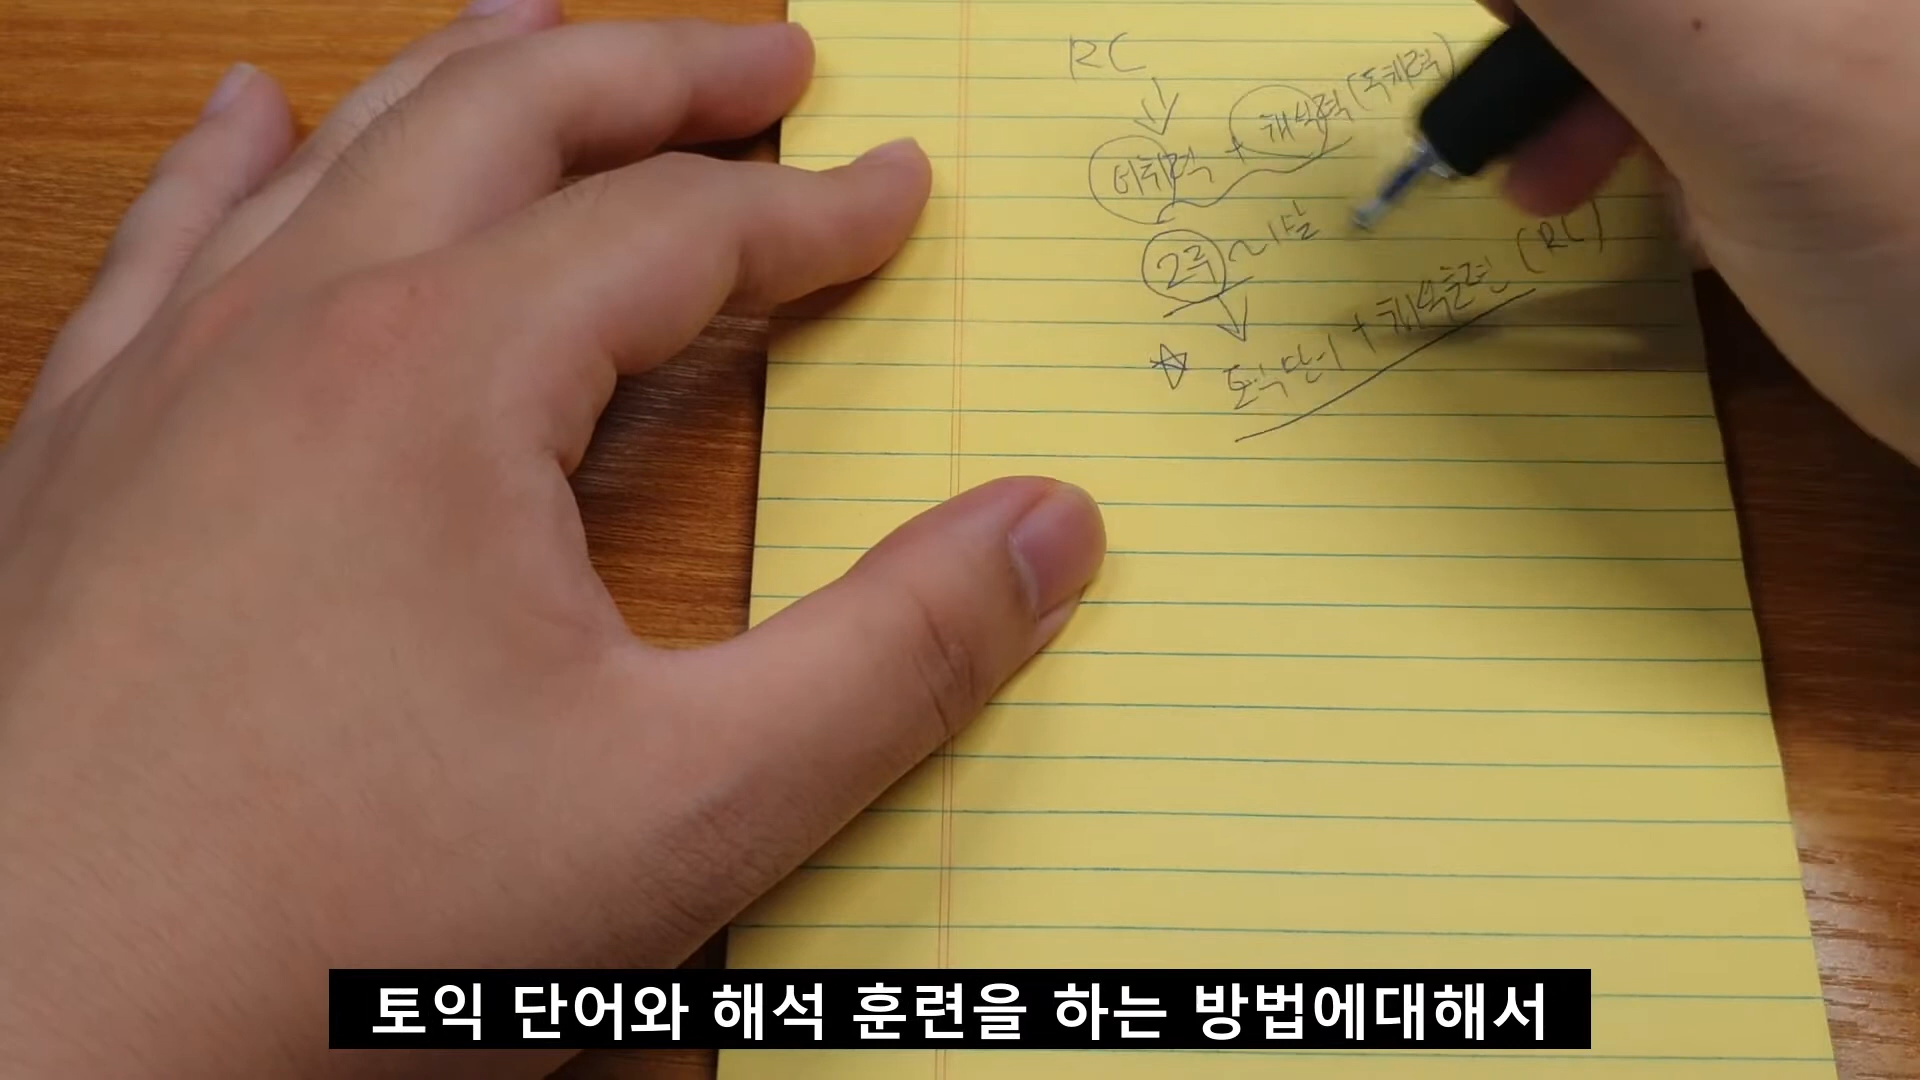 RC
어휘력 + 해석력 (독해력)
2주 ~ 1달
토익단어 + 해석훈련 (RC)
토익 단어와 해석 훈련을 하는 방법에대해서